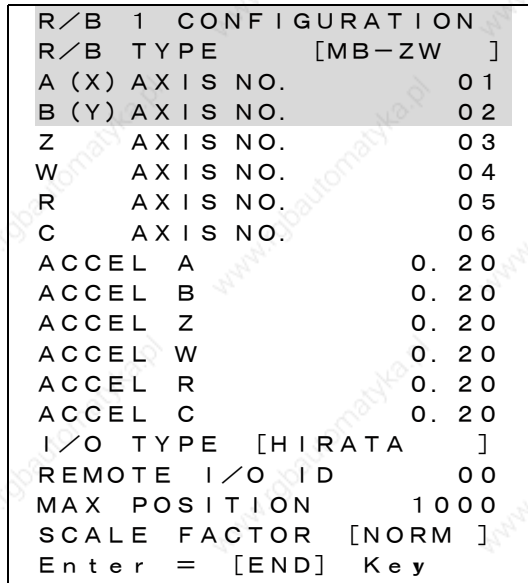 R/B 1 CONFIGURATION
R/B TYPE [MB-ZW ]
A(X)AXIS NO. 01
B(Y)AXIS NO. 02
Z AXIS NO. 03
W AXIS NO. 04
R AXIS NO. 05
C AXIS NO. 06
ACCEL A 0.20
ACCEL B 0.20
ACCEL Z 0.20
ACCEL W 0.20
ACCEL R 0.20
ACCEL C 0.20
I/O TYPE [HIRATA ]
REMOTE I/O ID 00
MAX POSITION 1000
SCALE FACTOR [NORM ]
Enter = [END] Key